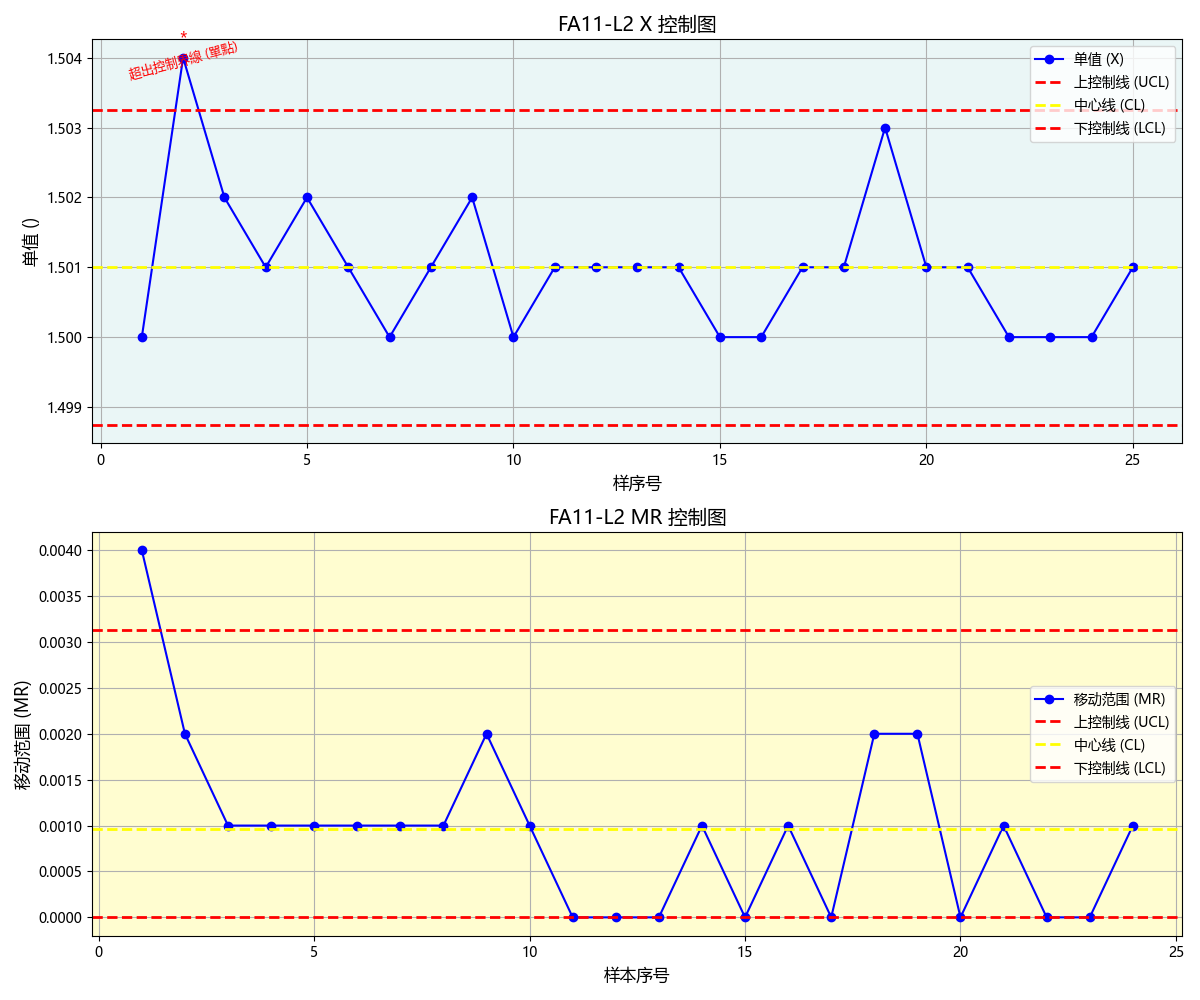 FA11-L2 X 控制图
*
超出控制界線 (單點)
单值 (X)
上控制线 (UCL)
中心线 (CL)
下控制线 (LCL)
单值 ()
1.504
1.503
1.502
1.501
1.500
1.499
0 5 10 15 20 25
样序号
FA11-L2 MR 控制图
移动范围 (MR)
上控制线 (UCL)
中心线 (CL)
下控制线 (LCL)
移动范围 (MR)
0.0040
0.0035
0.0030
0.0025
0.0020
0.0015
0.0010
0.0005
0.0000
0 5 10 15 20 25
样本序号